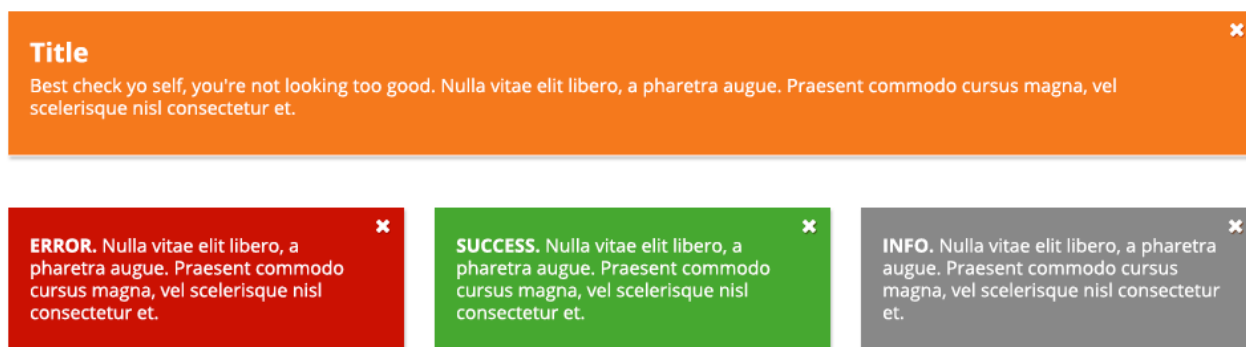 Title
Best check yo self, you're not looking too good. Nulla vitae elit libero, a pharetra augue. Praesent commodo cursus magna, vel
scelerisque nisl consectetur et.
ERROR. Nulla vitae elit libero, a
pharetra augue. Praesent commodo
cursus magna, vel scelerisque nisl
consectetur et.
SUCCESS. Nulla vitae elit libero, a
pharetra augue. Praesent commodo
cursus magna, vel scelerisque nisl
consectetur et.
INFO. Nulla vitae elit libero, a pharetra
augue. Praesent commodo cursus
magna, vel scelerisque nisl consectetur
et.